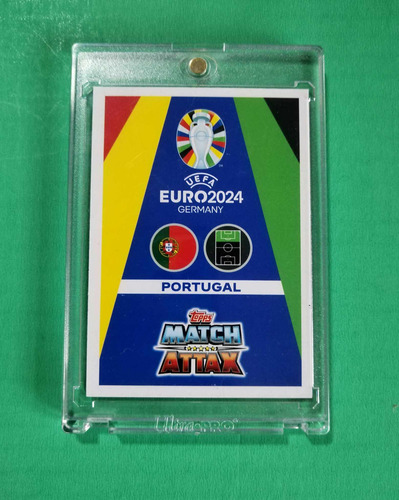 UEFA
EURO2024
GERMANY
PORTUGAL
Topps
MATCH
ATTAX
Ultra PRO